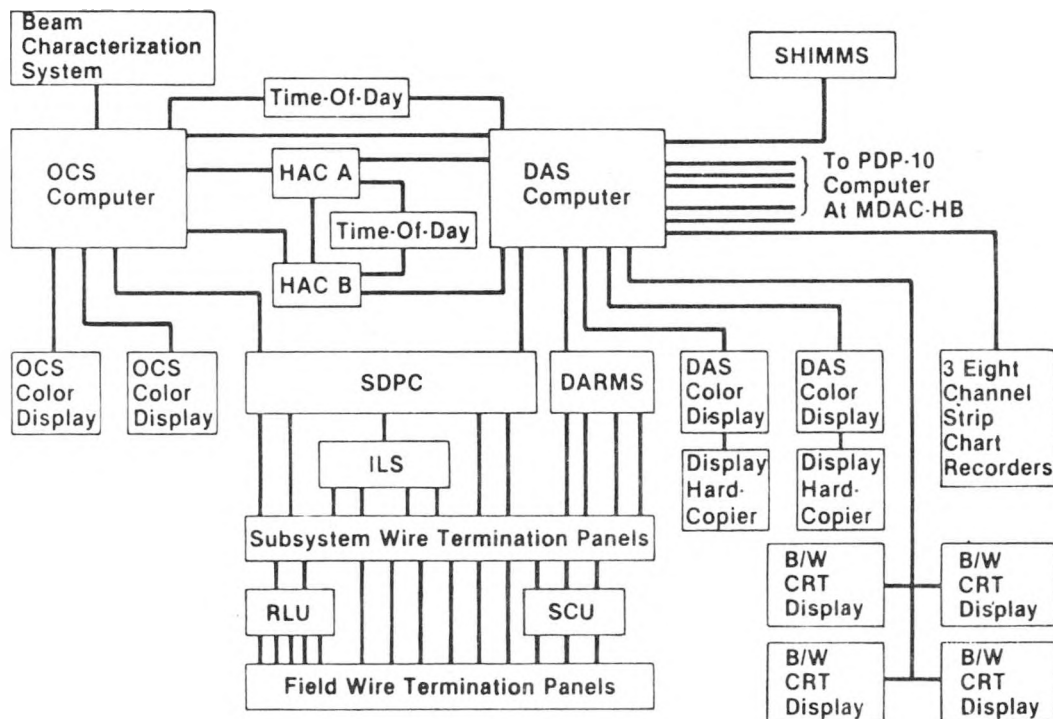 Beam
Characterization
System
SHIMMS
Time-Of-Day
OCS
Computer
HAC A
DAS
Computer
To PDP-10
Computer
At MDAC-HB
Time-Of-Day
HAC B
OCS
Color
Display
OCS
Color
Display
SDPC
DARMS
DAS
Color
Display
DAS
Color
Display
3 Eight
Channel
Strip
Chart
Recorders
ILS
Display
Hard-
Copier
Display
Hard-
Copier
Subsystem Wire Termination Panels
RLU
SCU
B/W
CRT
Display
B/W
CRT
Display
Field Wire Termination Panels
B/W
CRT
Display
B/W
CRT
Display